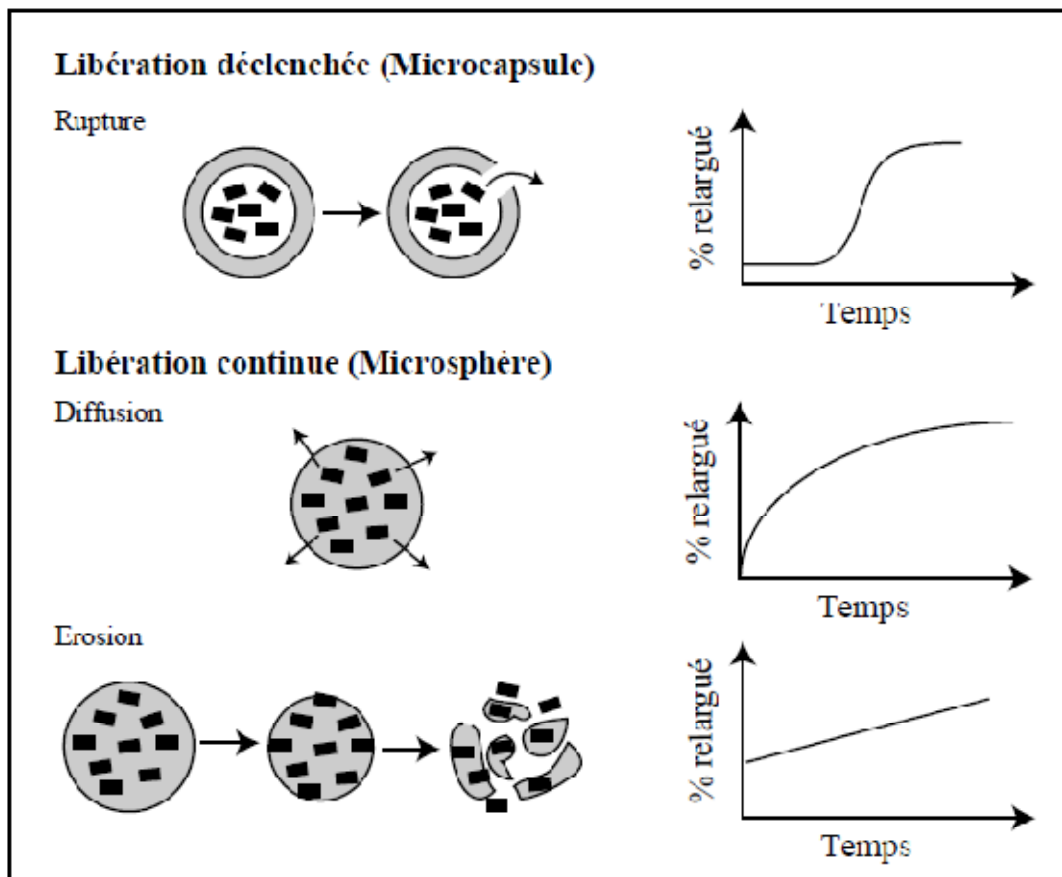 Libération déclenchée (Microcapsule)
Rupture
% relargué
Temps
Libération continue (Microsphère)
Diffusion
% relargué
Temps
Erosion
% relargué
Temps